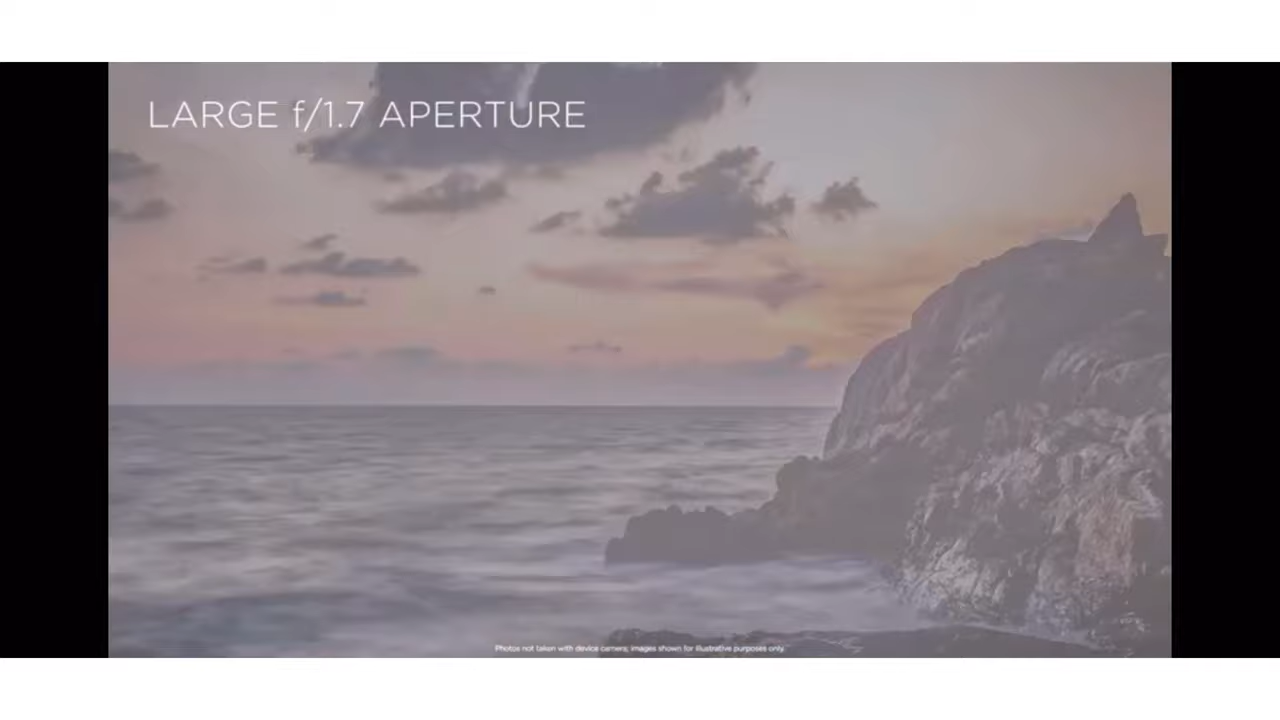 LARGE f/1.7 APERTURE
Photos not taken with device camera; images shown for illustrative purposes only.